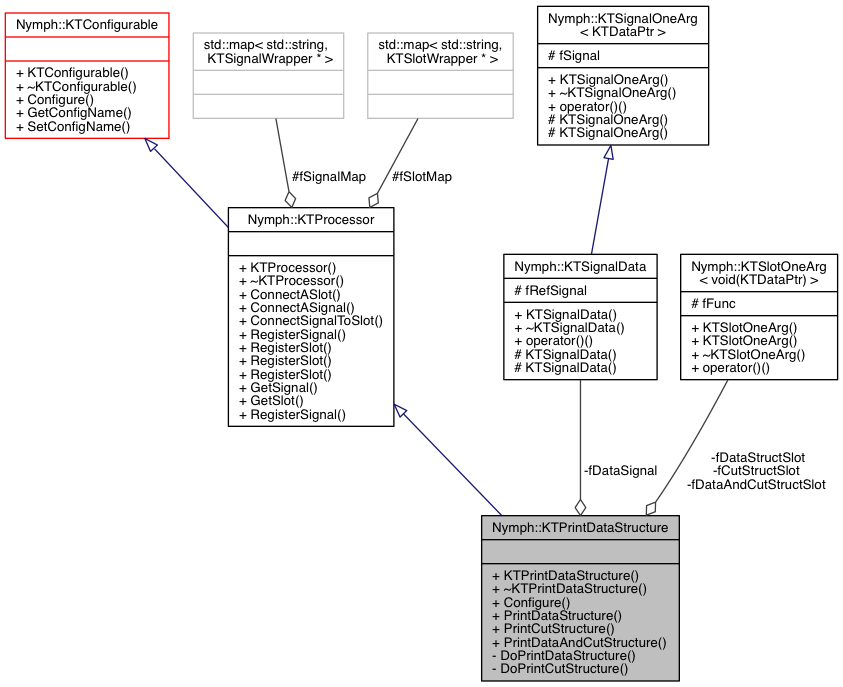 Nymph::KTConfigurable
+ KTConfigurable()
+ ~KTConfigurable()
+ Configure()
+ GetConfigName()
+ SetConfigName()
std::map< std::string,
KTSignalWrapper * >
std::map< std::string,
KTSlotWrapper * >
Nymph::KTSignalOneArg
< KTDataPtr >
# fSignal
+ KTSignalOneArg()
+ ~KTSignalOneArg()
+ operator()()
# KTSignalOneArg()
# KTSignalOneArg()
#fSignalMap
#fSlotMap
Nymph::KTProcessor
+ KTProcessor()
+ ~KTProcessor()
+ ConnectASlot()
+ ConnectASignal()
+ ConnectSignalToSlot()
+ RegisterSignal()
+ RegisterSlot()
+ RegisterSlot()
+ RegisterSlot()
+ GetSignal()
+ GetSlot()
+ RegisterSignal()
Nymph::KTSignalData
# fRefSignal
+ KTSignalData()
+ ~KTSignalData()
+ operator()()
# KTSignalData()
# KTSignalData()
Nymph::KTSlotOneArg
< void(KTDataPtr) >
# fFunc
+ KTSlotOneArg()
+ KTSlotOneArg()
+ ~KTSlotOneArg()
+ operator()()
-fDataSignal
-fDataStructSlot
-fCutStructSlot
-fDataAndCutStructSlot
Nymph::KTPrintDataStructure
+ KTPrintDataStructure()
+ ~KTPrintDataStructure()
+ Configure()
+ PrintDataStructure()
+ PrintCutStructure()
+ PrintDataAndCutStructure()
- DoPrintDataStructure()
- DoPrintCutStructure()